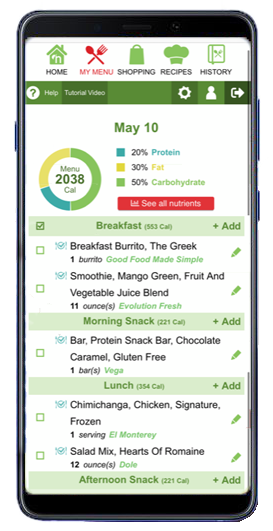 HOME MY MENU SHOPPING RECIPES HISTORY
? Help Tutorial Video
May 10
Menu
2038
Cal
20% Protein
30% Fat
50% Carbohydrate
See all nutrients
Breakfast (553 Cal) + Add
Breakfast Burrito, The Greek
1 burrito Good Food Made Simple
Smoothie, Mango Green, Fruit And
Vegetable Juice Blend
11 ounce(s) Evolution Fresh
Morning Snack (221 Cal) + Add
Bar, Protein Snack Bar, Chocolate
Caramel, Gluten Free
1 bar(s) Vega
Lunch (354 Cal) + Add
Chimichanga, Chicken, Signature,
Frozen
1 serving El Monterey
Salad Mix, Hearts Of Romaine
12 ounce(s) Dole
Afternoon Snack (221 Cal) + Add